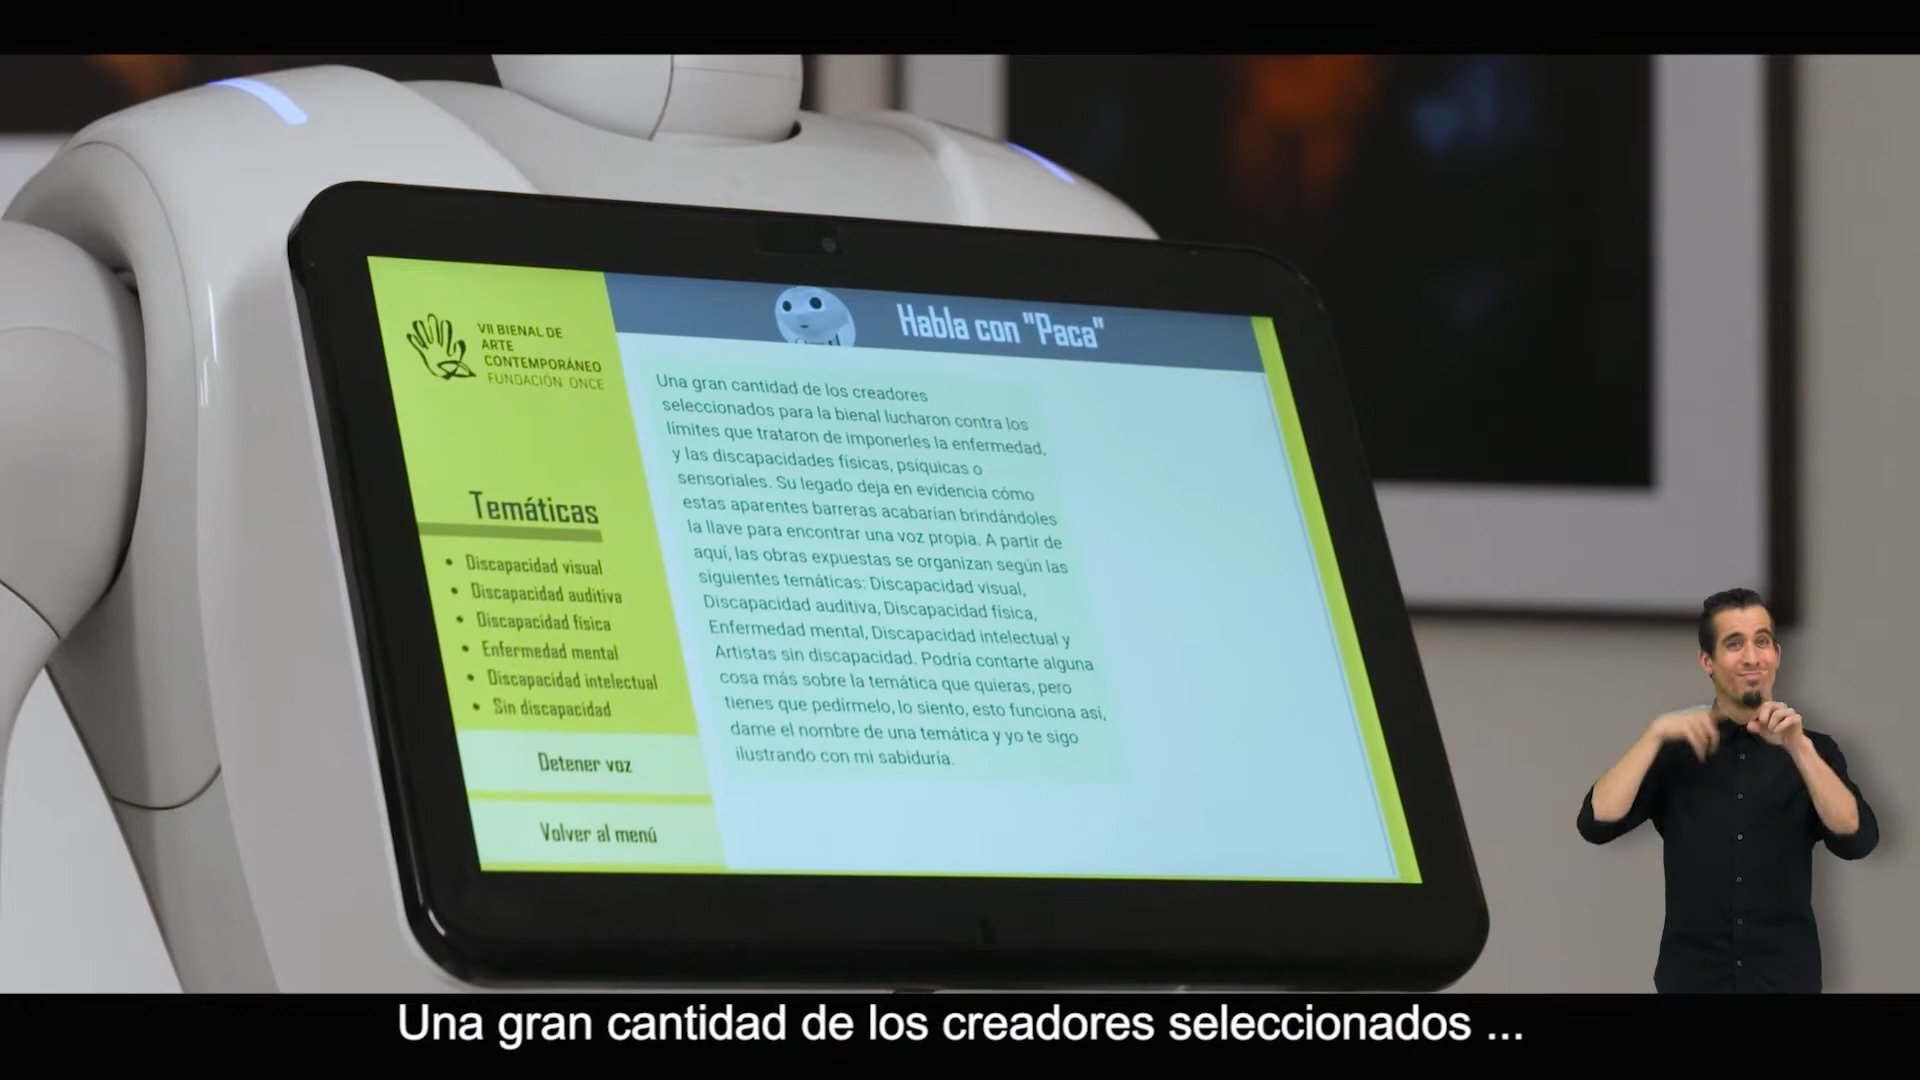 VII BIENAL DE
ARTE
CONTEMPORÁNEO
FUNDACIÓN ONCE
Habla con "Paca"
Temáticas
• Discapacidad visual
• Discapacidad auditiva
• Discapacidad física
• Enfermedad mental
• Discapacidad intelectual
• Sin discapacidad
Detener voz
Volver al menú
Una gran cantidad de los creadores
seleccionados para la bienal lucharon contra los
límites que trataron de imponerles la enfermedad,
y las discapacidades físicas, psíquicas o
sensoriales. Su legado deja en evidencia cómo
estas aparentes barreras acabarían brindándoles
la llave para encontrar una voz propia. A partir de
aquí, las obras expuestas se organizan según las
siguientes temáticas: Discapacidad visual,
Discapacidad auditiva, Discapacidad física,
Enfermedad mental, Discapacidad intelectual y
Artistas sin discapacidad. Podría contarte alguna
cosa más sobre la temática que quieras, pero
tienes que pedírmelo, lo siento, esto funciona así,
dame el nombre de una temática y yo te sigo
ilustrando con mi sabiduría.
Una gran cantidad de los creadores seleccionados ...